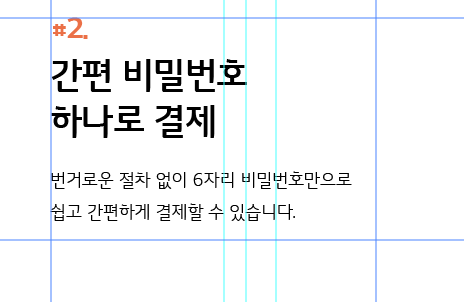 #2.
간편 비밀번호
하나로 결제
번거로운 절차 없이 6자리 비밀번호만으로
쉽고 간편하게 결제할 수 있습니다.